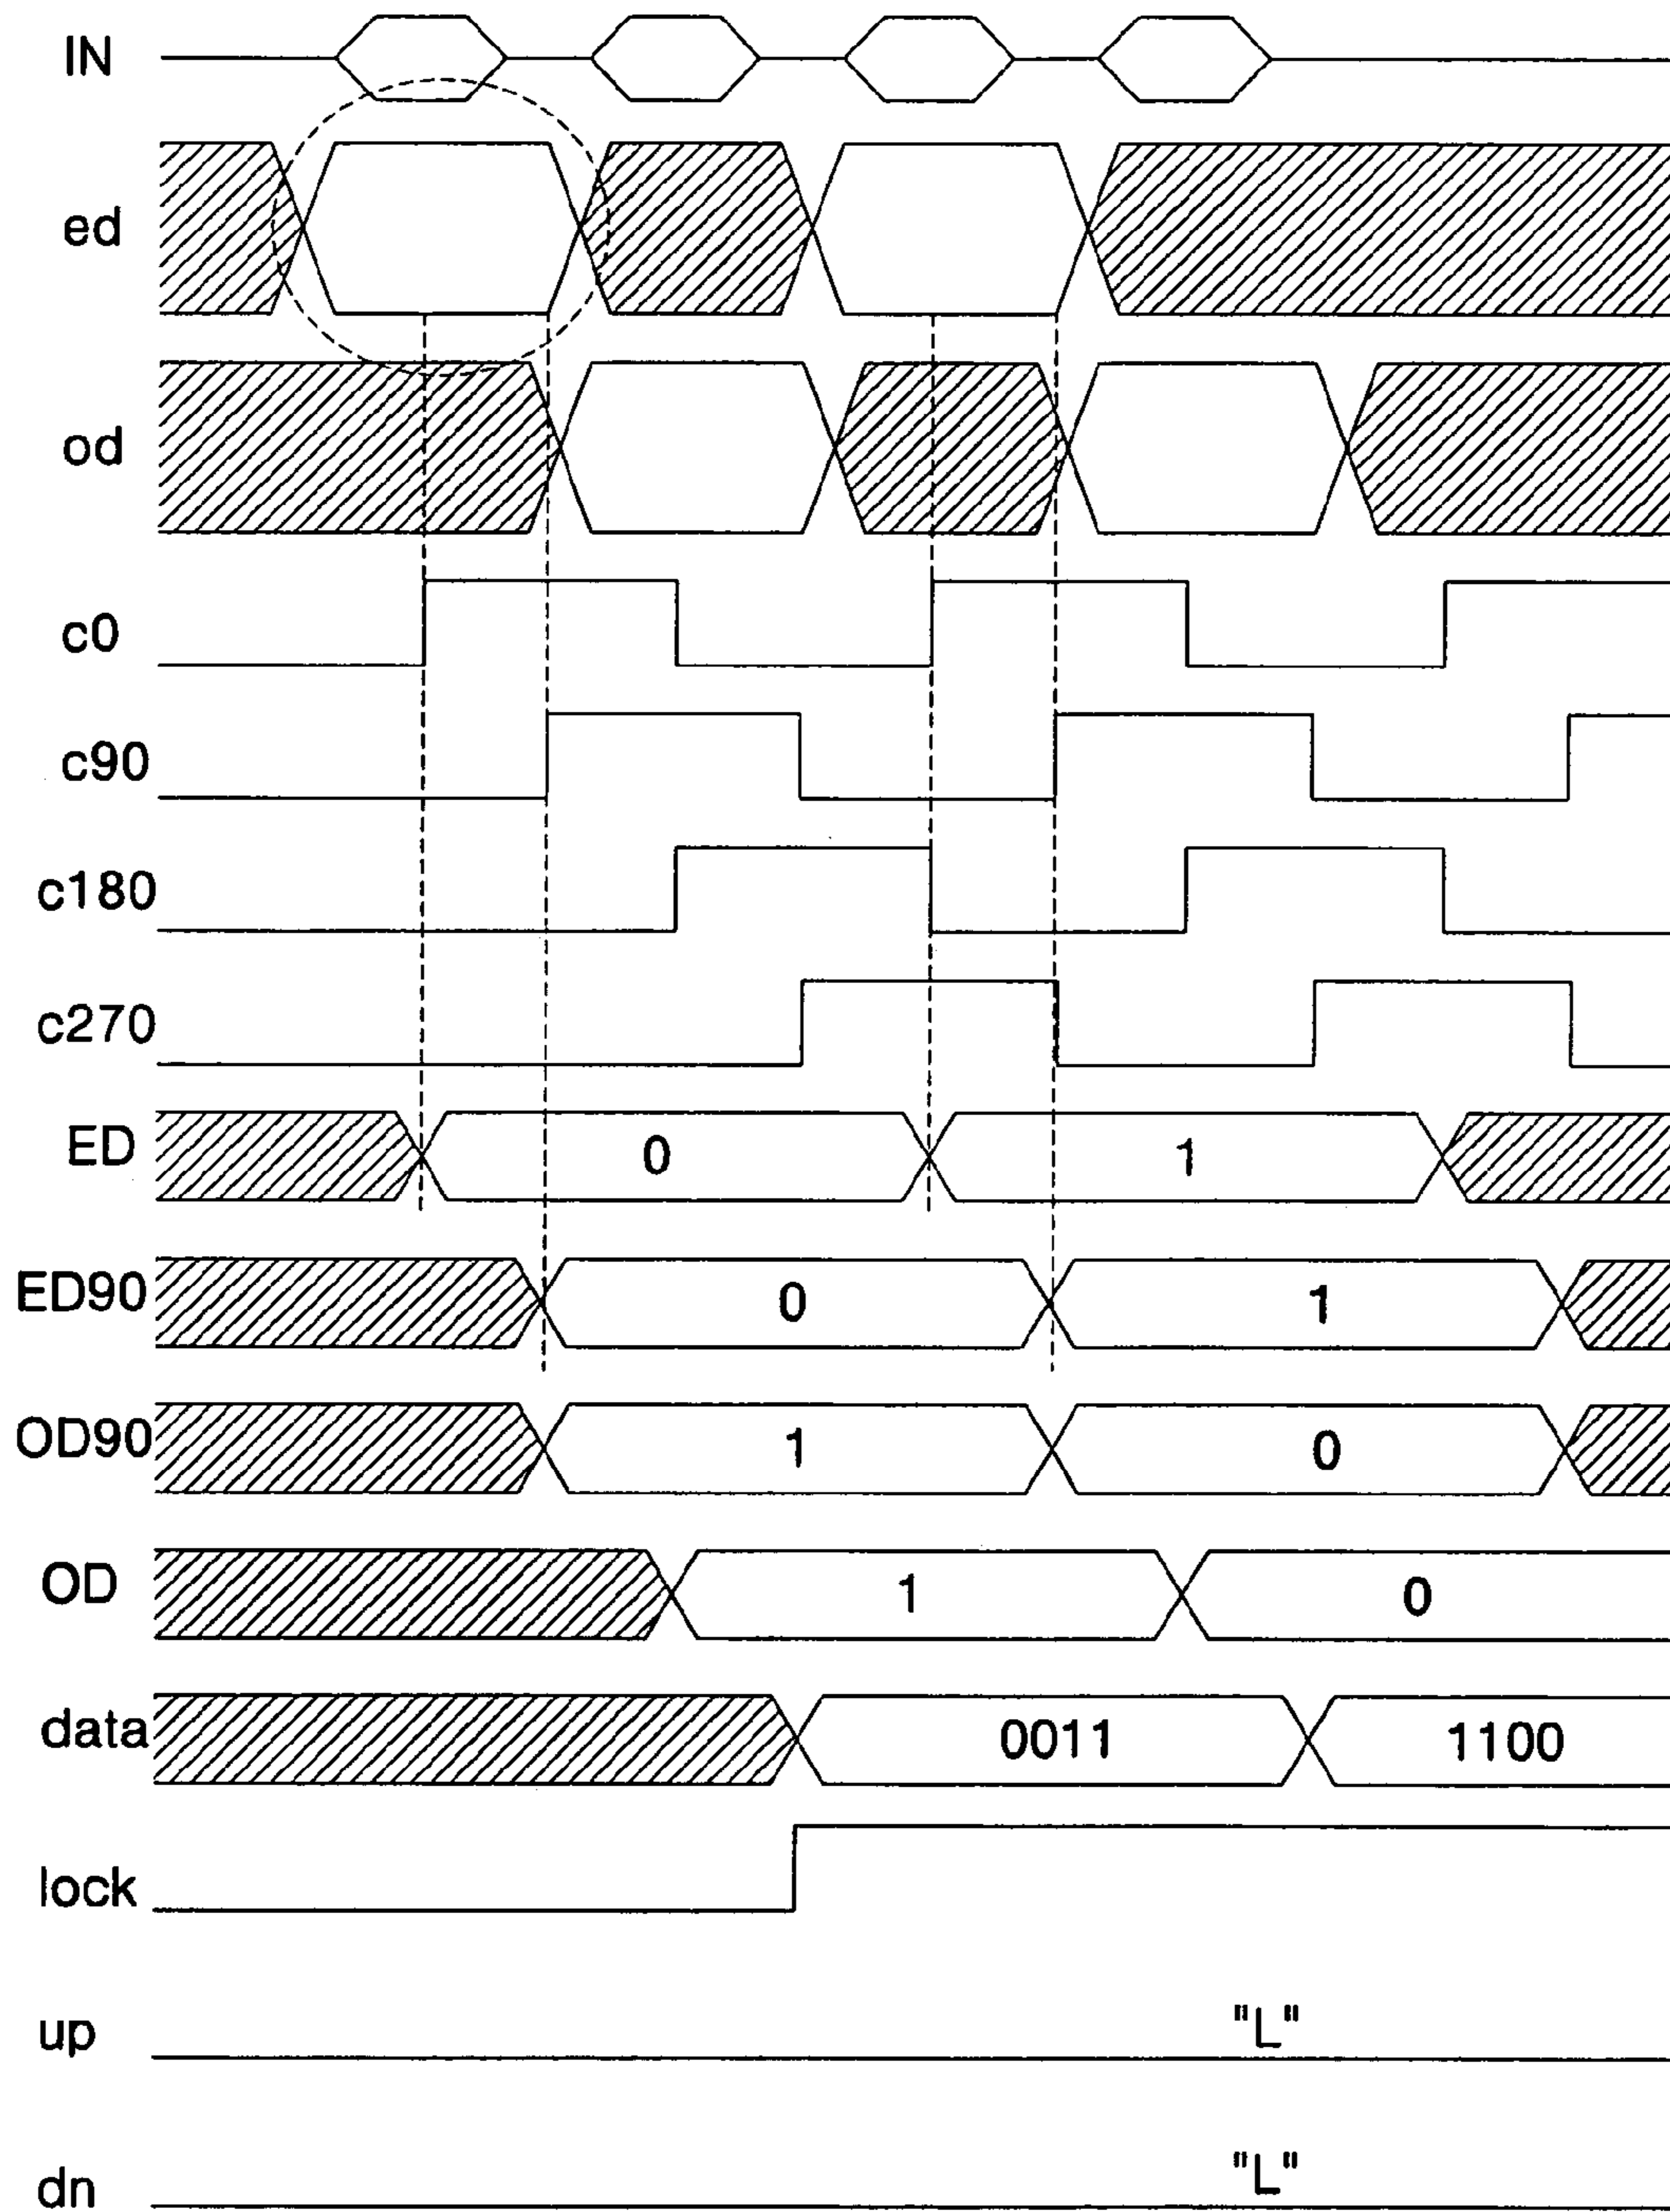 IN
ed
od
c0
c90
c180
c270
ED 0 1
ED90 0 1
OD90 1 0
OD 1 0
data 0011 1100
lock
up "L"
dn "L"